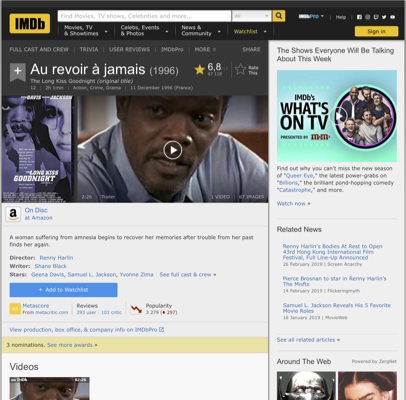 IMDb
Find Movies, TV shows, Celebrities and more...
All
IMDbPro
Help
Movies, TV
& Showtimes
Celebs, Events
& Photos
News &
Community
Watchlist
Sign in
FULL CAST AND CREW | TRIVIA | USER REVIEWS | IMDbPro | MORE
SHARE
Au revoir à jamais (1996)
The Long Kiss Goodnight (original title)
12 | 2h 1min | Action, Crime, Drama | 11 December 1996 (France)
6,8
Rate
This
DAVIS JACKSON
THE
LONG KISS
GOODNIGHT
2:26 | Trailer
1 VIDEO
67 IMAGES
On Disc
at Amazon
A woman suffering from amnesia begins to recover her memories after trouble from her past
finds her again.
Director: Renny Harlin
Writer: Shane Black
Stars: Geena Davis, Samuel L. Jackson, Yvonne Zima | See full cast & crew »
+ Add to Watchlist
Metascore
From metacritic.com
Reviews
293 user | 101 critic
Popularity
3 279 (297)
View production, box office, & company info on IMDbPro
3 nominations. See more awards »
Videos
The Shows Everyone Will Be Talking
About This Week
IMDb's
WHAT'S
ON TV
PRESENTED BY
Find out why you can't miss the new season
of "Queer Eye," the latest power-grabs on
"Billions," the brilliant pond-hopping comedy
"Catastrophe," and more.
Watch now »
Related News
Renny Harlin's Bodies At Rest to Open
43rd Hong Kong International Film
Festival, Full Line-Up Announced
26 February 2019 | Screen Anarchy
Pierce Brosnan to star in Renny Harlin's
The Misfits
14 February 2019 | Flickeringmyth
Samuel L. Jackson Reveals His 5 Favorite
Movie Roles
16 January 2019 | MovieWeb
See all related articles »
Around The Web
Powered by ZergNet